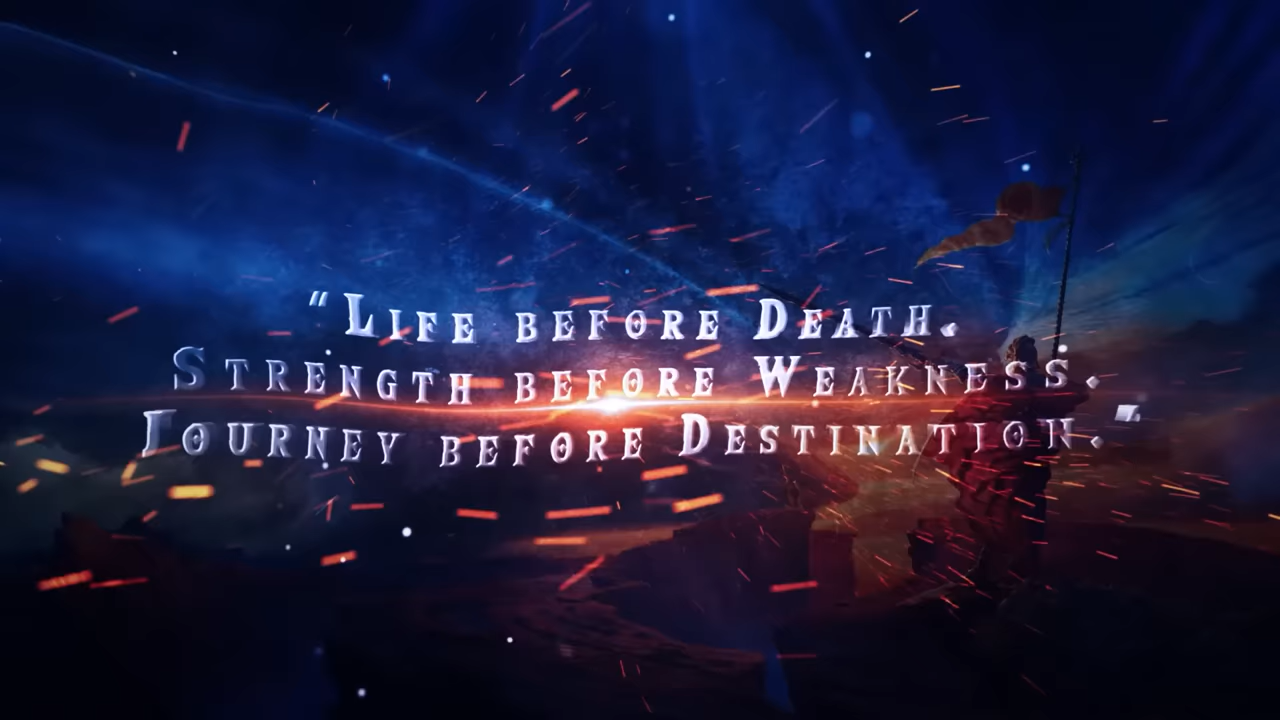 "Life before Death.
Strength before Weakness.
Journey before Destination."